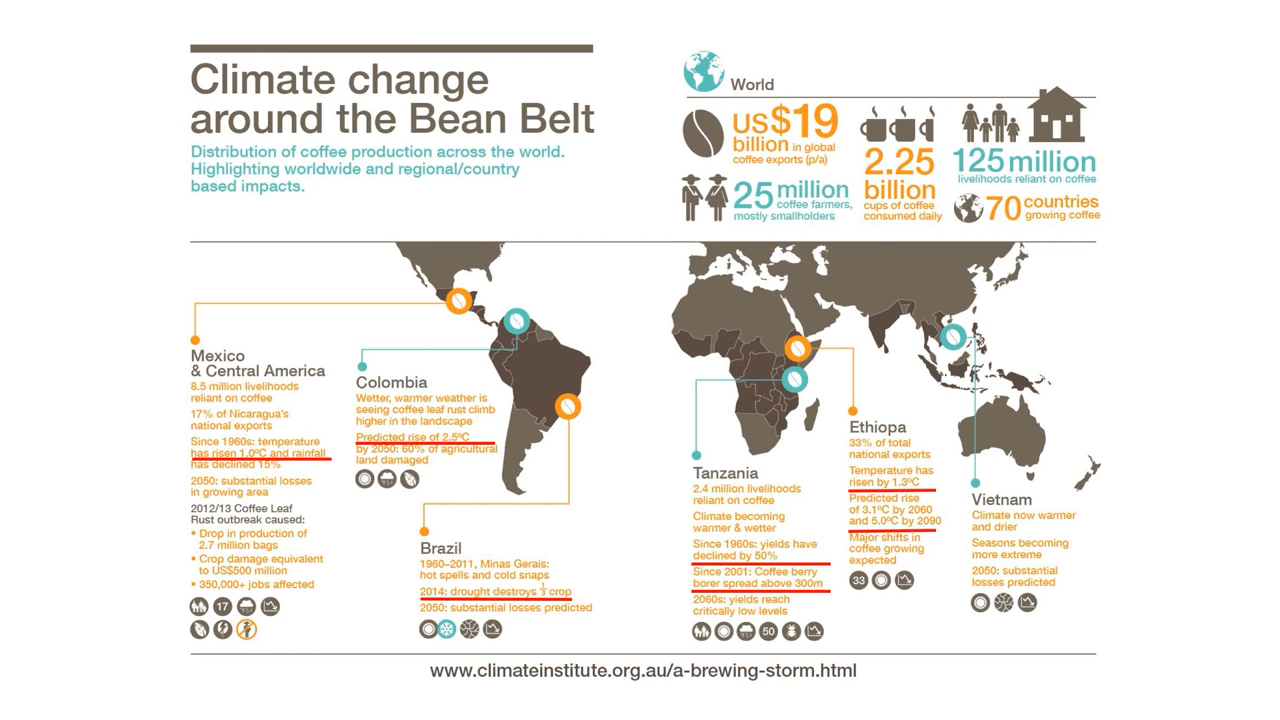 Climate change
around the Bean Belt
Distribution of coffee production across the world.
Highlighting worldwide and regional/country
based impacts.
World
US$19
billion in global
coffee exports (p/a)
25 million
coffee farmers,
mostly smallholders
2.25
billion
cups of coffee
consumed daily
125 million
livelihoods reliant on coffee
70 countries
growing coffee
Mexico
& Central America
8.5 million livelihoods
reliant on coffee
17% of Nicaragua's
national exports
Since 1960s: temperature
has risen 1.0ºC and rainfall
has declined 15%
2050: substantial losses
in growing area
2012/13 Coffee Leaf
Rust outbreak caused:
• Drop in production of
2.7 million bags
• Crop damage equivalent
to US$500 million
• 350,000+ jobs affected
17
Colombia
Wetter, warmer weather is
seeing coffee leaf rust climb
higher in the landscape
Predicted rise of 2.5ºC
by 2050: 60% of agricultural
land damaged
Brazil
1960–2011, Minas Gerais:
hot spells and cold snaps
2014: drought destroys ⅓ crop
2050: substantial losses predicted
Tanzania
2.4 million livelihoods
reliant on coffee
Climate becoming
warmer & wetter
Since 1960s: yields have
declined by 50%
Since 2001: Coffee berry
borer spread above 300m
2060s: yields reach
critically low levels
50
Ethiopa
33% of total
national exports
Temperature has
risen by 1.3ºC
Predicted rise
of 3.1ºC by 2060
and 5.0ºC by 2090
Major shifts in
coffee growing
expected
33
Vietnam
Climate now warmer
and drier
Seasons becoming
more extreme
2050: substantial
losses predicted
www.climateinstitute.org.au/a-brewing-storm.html